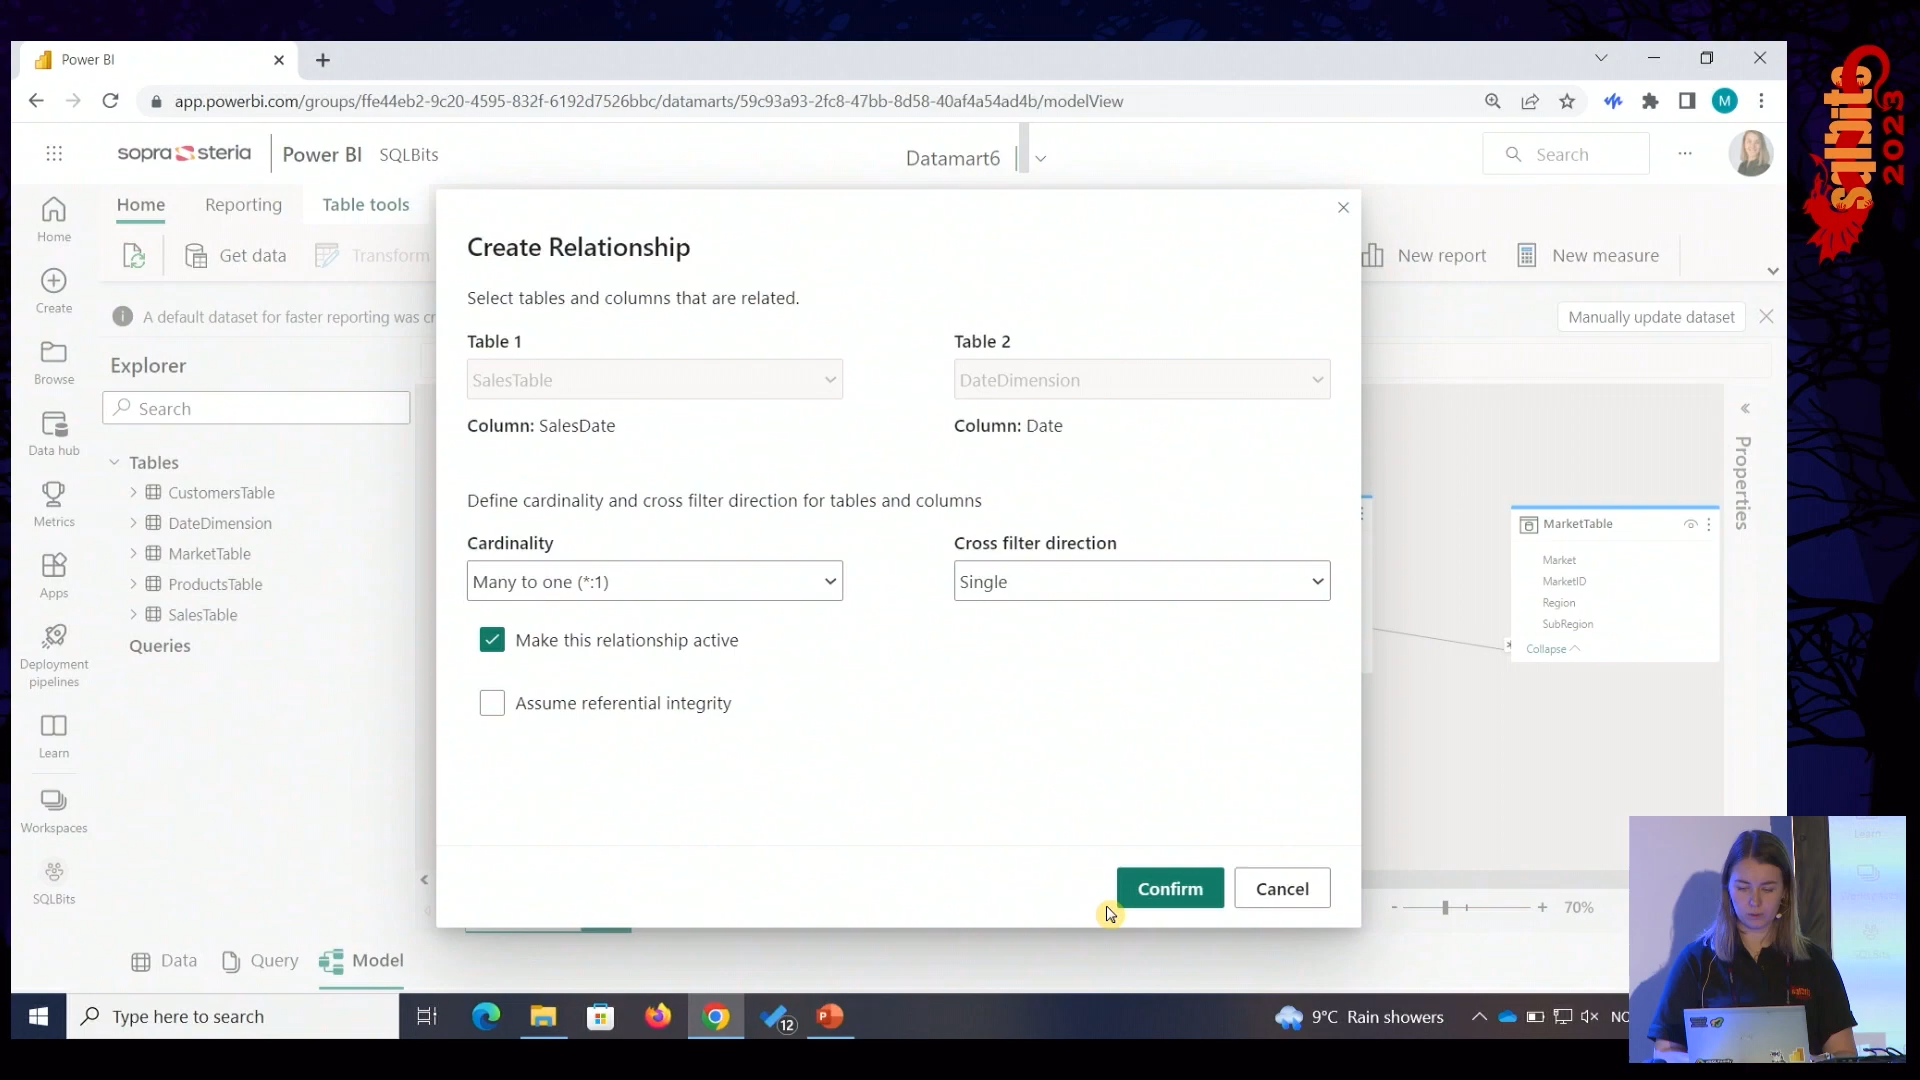 Power BI
app.powerbi.com/groups/ffe44eb2-9c20-4595-832f-6192d7526bbc/datamarts/59c93a93-2fc8-47bb-8d58-40af4a54ad4b/modelView
M
sopra steria
Power BI
SQLBits
Datamart6
Search
sqlbits
2023
Home
Reporting
Table tools
Get data
Transform
New report
New measure
A default dataset for faster reporting was cr
Manually update dataset
Home
Create
Browse
Data hub
Metrics
Apps
Deployment
pipelines
Learn
Workspaces
SQLBits
Explorer
Search
Tables
CustomersTable
DateDimension
MarketTable
ProductsTable
SalesTable
Queries
Create Relationship
Select tables and columns that are related.
Table 1
Table 2
SalesTable
DateDimension
Column: SalesDate
Column: Date
Define cardinality and cross filter direction for tables and columns
Cardinality
Cross filter direction
Many to one (*:1)
Single
Make this relationship active
Assume referential integrity
Confirm
Cancel
Properties
MarketTable
Market
MarketID
Region
SubRegion
Collapse
*
- + 70%
Data
Query
Model
Type here to search
12
P
9°C Rain showers
NO